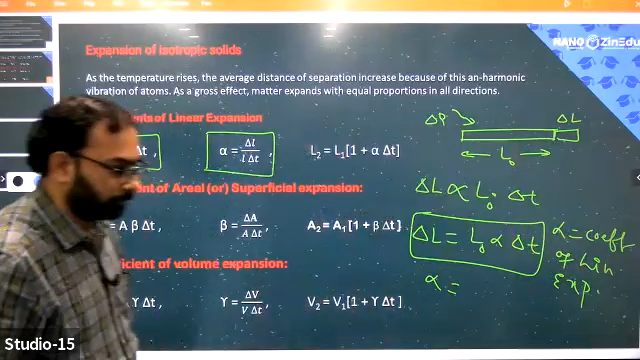 NANO ZinEdu
Expansion of isotropic solids
As the temperature rises, the average distance of separation increase because of this an-harmonic
vibration of atoms. As a gross effect, matter expands with equal proportions in all directions.
of Linear Expansion
Δt, α = Δl / l Δt, L₂ = L₁[1 + α Δt]
of Areal (or) Superficial expansion:
= A β Δt, β = ΔA / A Δt, A₂ = A₁[1 + β Δt]
of volume expansion:
Δt, ϒ = ΔV / V Δt, V₂ = V₁[1 + ϒ Δt]
ΔL
L₀
ΔL ∝ L₀ Δt
ΔL = L₀ α Δt
α = coeff
of Lin
Exp.
α =
Studio-15